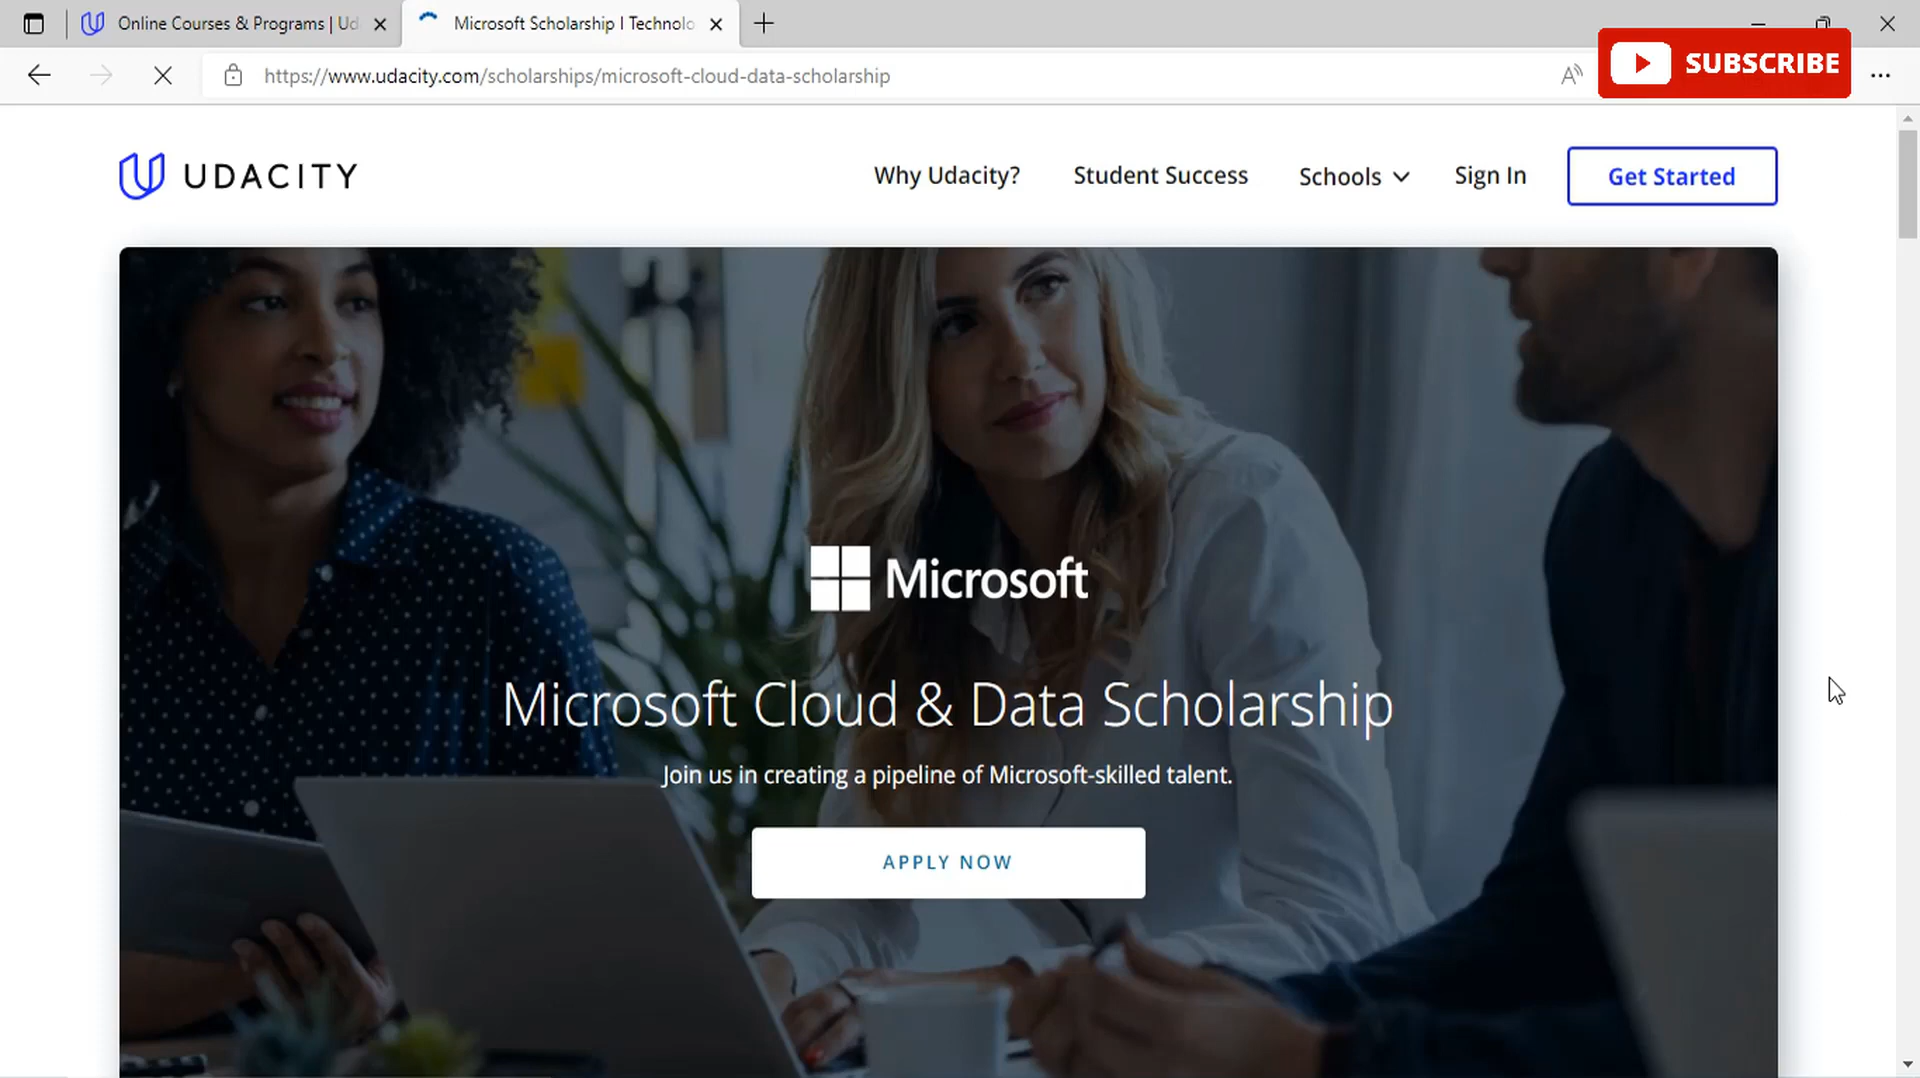 Online Courses & Programs | Ud
Microsoft Scholarship I Technolo
https://www.udacity.com/scholarships/microsoft-cloud-data-scholarship
SUBSCRIBE
UDACITY
Why Udacity?
Student Success
Schools
Sign In
Get Started
Microsoft
Microsoft Cloud & Data Scholarship
Join us in creating a pipeline of Microsoft-skilled talent.
APPLY NOW